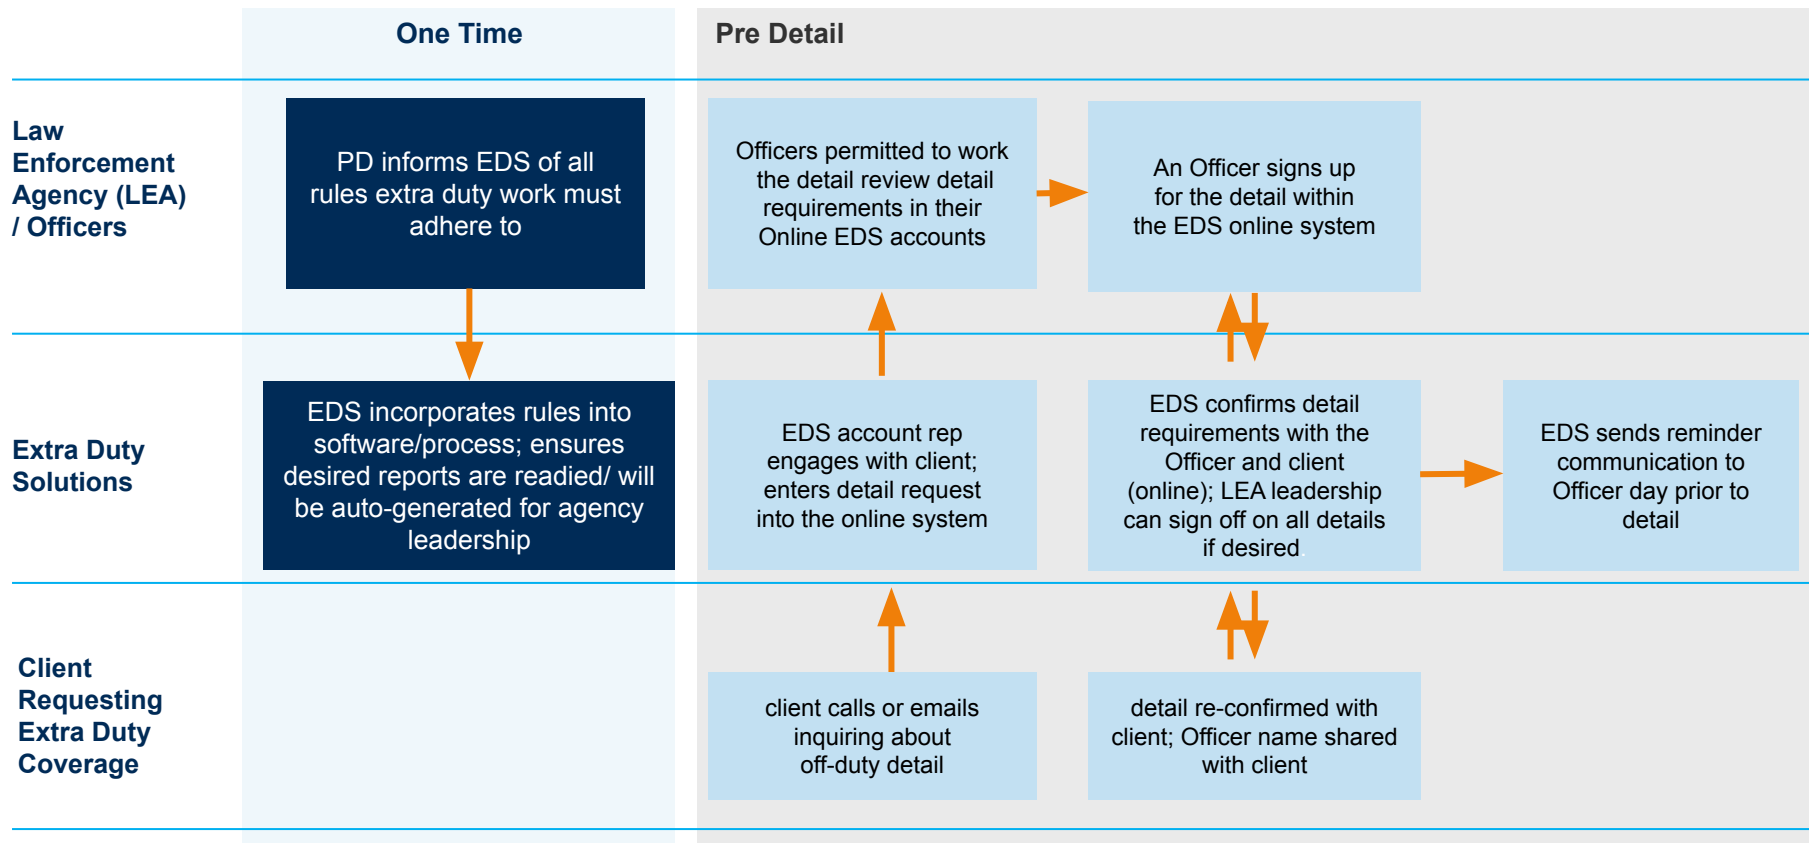 One Time
Pre Detail
Law
Enforcement
Agency (LEA)
/ Officers
PD informs EDS of all
rules extra duty work must
adhere to
Officers permitted to work
the detail review detail
requirements in their
Online EDS accounts
An Officer signs up
for the detail within
the EDS online system
Extra Duty
Solutions
EDS incorporates rules into
software/process; ensures
desired reports are readied/ will
be auto-generated for agency
leadership
EDS account rep
engages with client;
enters detail request
into the online system
EDS confirms detail
requirements with the
Officer and client
(online); LEA leadership
can sign off on all details
if desired.
EDS sends reminder
communication to
Officer day prior to
detail
Client
Requesting
Extra Duty
Coverage
client calls or emails
inquiring about
off-duty detail
detail re-confirmed with
client; Officer name shared
with client